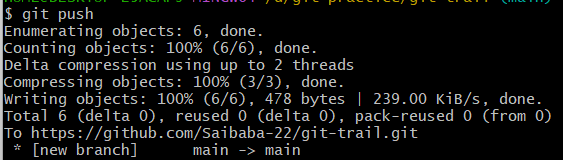 $ git push
Enumerating objects: 6, done.
Counting objects: 100% (6/6), done.
Delta compression using up to 2 threads
Compressing objects: 100% (3/3), done.
Writing objects: 100% (6/6), 478 bytes | 239.00 KiB/s, done.
Total 6 (delta 0), reused 0 (delta 0), pack-reused 0 (from 0)
To https://github.com/Saibaba-22/git-trail.git
 * [new branch]      main -> main